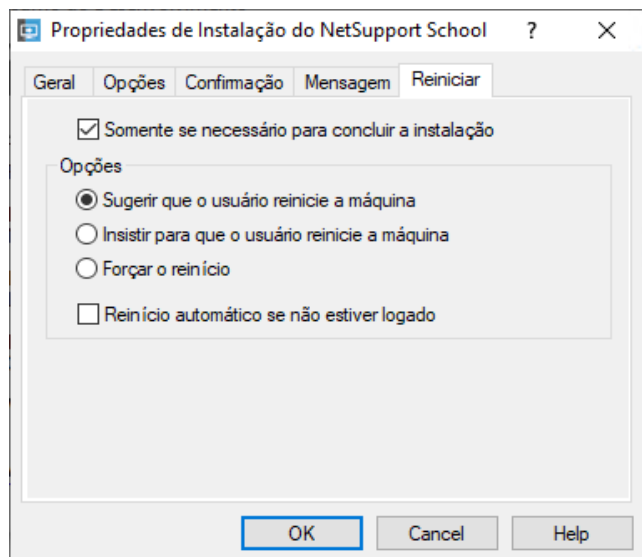 Propriedades de Instalação do NetSupport School ?
Geral Opções Confirmação Mensagem Reiniciar
Somente se necessário para concluir a instalação
Opções
Sugerir que o usuário reinicie a máquina
Insistir para que o usuário reinicie a máquina
Forçar o reinício
Reinício automático se não estiver logado
OK Cancel Help